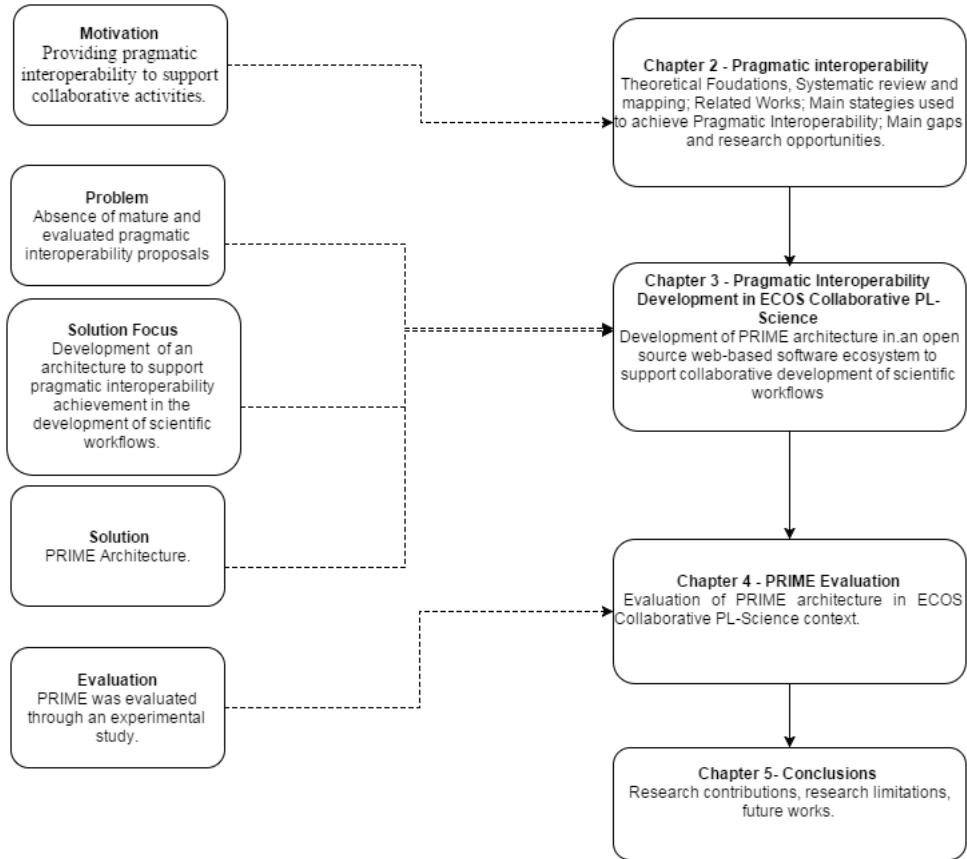 Motivation
Providing pragmatic
interoperability to support
collaborative activities.
Problem
Absence of mature and
evaluated pragmatic
interoperability proposals
Solution Focus
Development of an
architecture to support
pragmatic interoperability
achievement in the
development of scientific
workflows.
Solution
PRIME Architecture.
Evaluation
PRIME was evaluated
through an experimental
study.
Chapter 2 - Pragmatic interoperability
Theoretical Foudations, Systematic review and
mapping; Related Works; Main stategies used
to achieve Pragmatic Interoperability; Main gaps
and research opportunities.
Chapter 3 - Pragmatic Interoperability
Development in ECOS Collaborative PL-
Science
Development of PRIME architecture in.an open
source web-based software ecosystem to
support collaborative development of scientific
workflows
Chapter 4 - PRIME Evaluation
Evaluation of PRIME architecture in ECOS
Collaborative PL-Science context.
Chapter 5- Conclusions
Research contributions, research limitations,
future works.